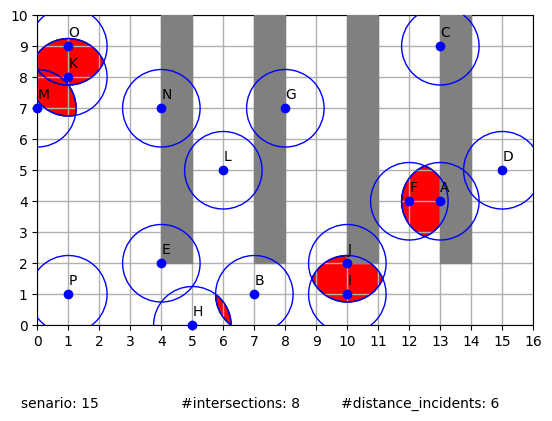 10
9
8
7
6
5
4
3
2
1
0
O
C
K
M
N
G
L
D
F
A
E
J
P
B
I
H
0 1 2 3 4 5 6 7 8 9 10 11 12 13 14 15 16
senario: 15 #intersections: 8 #distance_incidents: 6